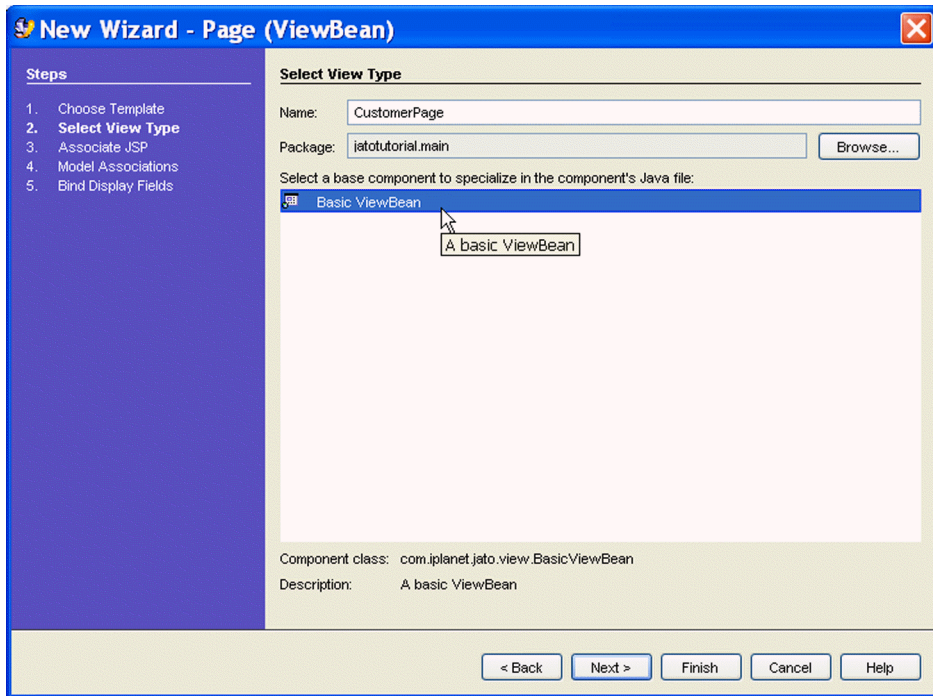 New Wizard - Page (ViewBean)
Steps
1. Choose Template
2. Select View Type
3. Associate JSP
4. Model Associations
5. Bind Display Fields
Select View Type
Name: CustomerPage
Package: jatotutorial.main Browse...
Select a base component to specialize in the component's Java file:
Basic ViewBean
A basic ViewBean
Component class: com.iplanet.jato.view.BasicViewBean
Description: A basic ViewBean
< Back Next > Finish Cancel Help